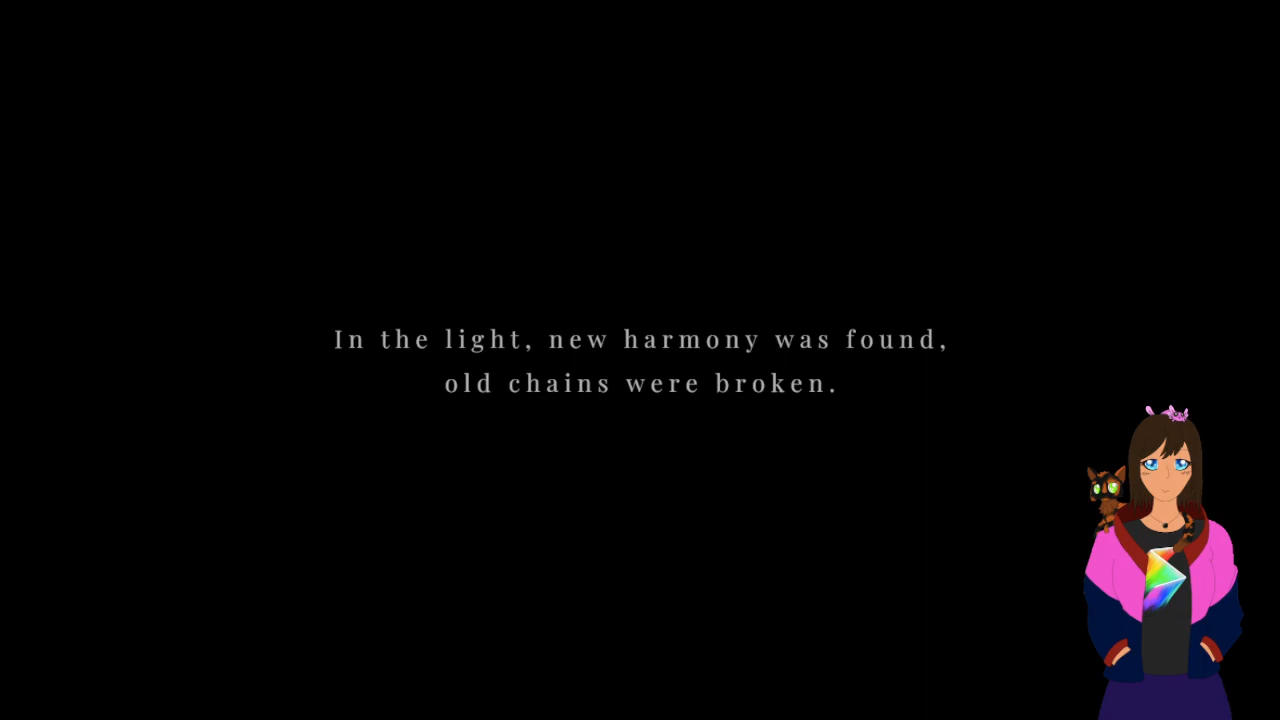 In the light, new harmony was found,
old chains were broken.